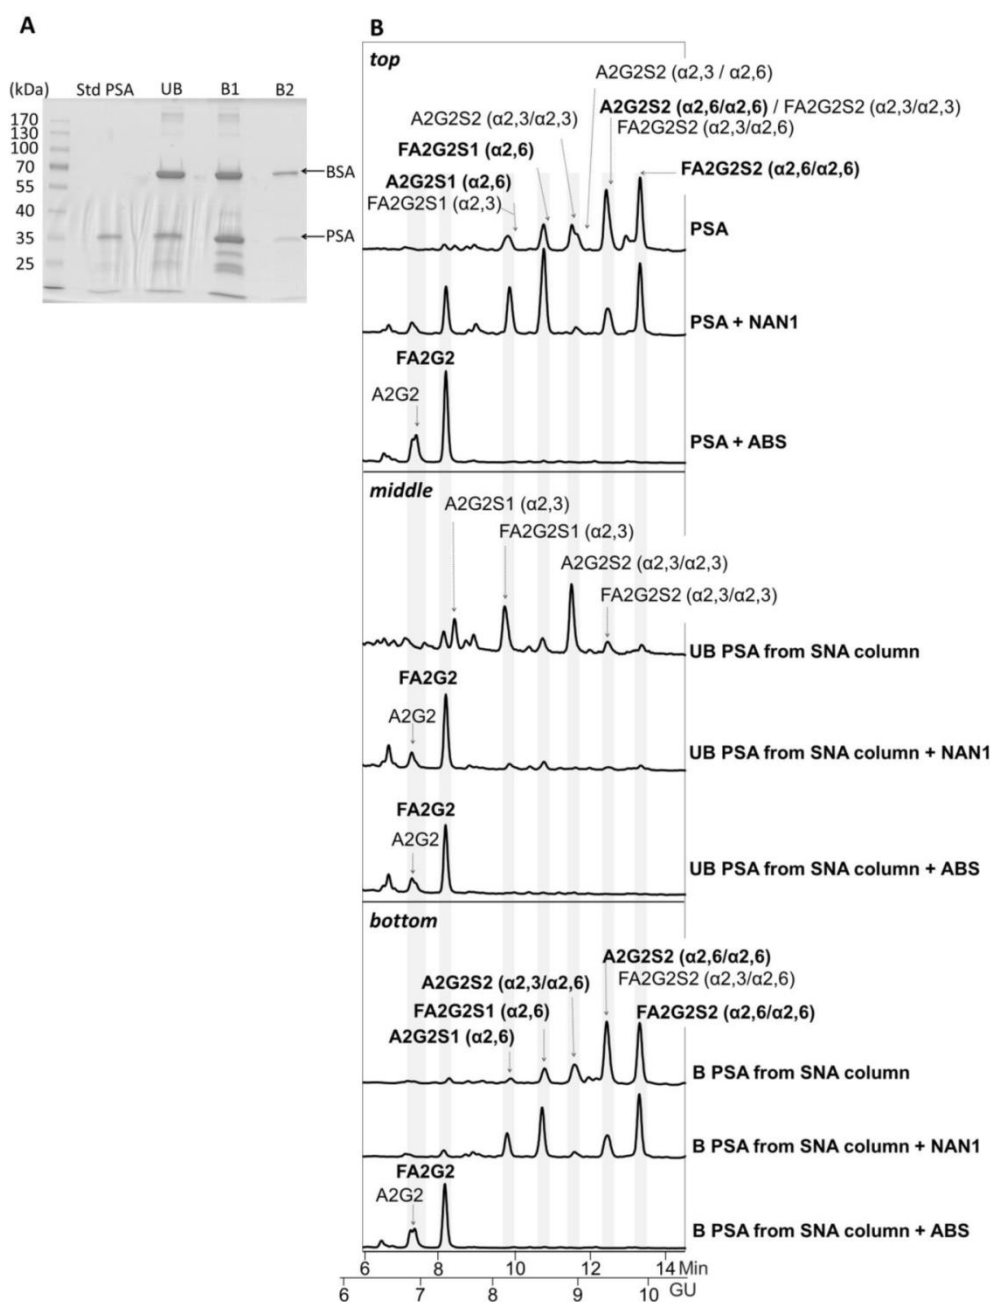 A
(kDa) Std PSA UB B1 B2
170
130
100
70
55
40
35
25
BSA
PSA
B
top
A2G2S2 (α2,3 / α2,6)
A2G2S2 (α2,6/α2,6) / FA2G2S2 (α2,3/α2,3)
FA2G2S2 (α2,3/α2,6)
A2G2S2 (α2,3/α2,3)
FA2G2S1 (α2,6)
A2G2S1 (α2,6)
FA2G2S1 (α2,3)
FA2G2S2 (α2,6/α2,6)
PSA
PSA + NAN1
FA2G2
A2G2
PSA + ABS
middle
A2G2S1 (α2,3)
FA2G2S1 (α2,3)
A2G2S2 (α2,3/α2,3)
FA2G2S2 (α2,3/α2,3)
UB PSA from SNA column
FA2G2
A2G2
UB PSA from SNA column + NAN1
FA2G2
A2G2
UB PSA from SNA column + ABS
bottom
A2G2S2 (α2,6/α2,6)
FA2G2S2 (α2,3/α2,6)
A2G2S2 (α2,3/α2,6)
FA2G2S1 (α2,6)
A2G2S1 (α2,6)
FA2G2S2 (α2,6/α2,6)
B PSA from SNA column
B PSA from SNA column + NAN1
FA2G2
A2G2
B PSA from SNA column + ABS
6 8 10 12 14 Min
6 7 8 9 10 GU